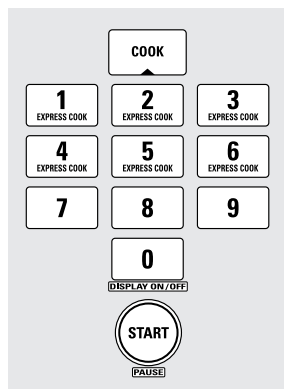 COOK
1 2 3
EXPRESS COOK EXPRESS COOK EXPRESS COOK
4 5 6
EXPRESS COOK EXPRESS COOK EXPRESS COOK
7 8 9
0
DISPLAY ON/OFF
START
PAUSE